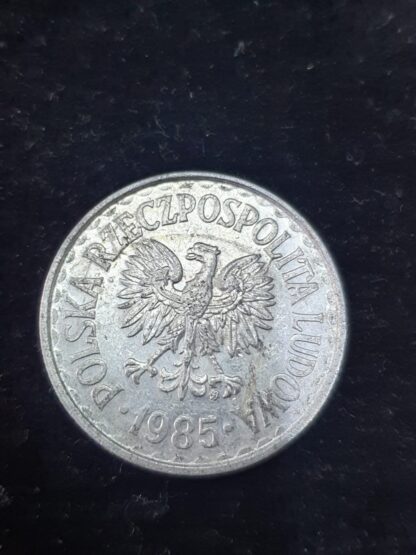 POLSKA RZECZPOSPOLITA LUDOWA
· 1985 ·